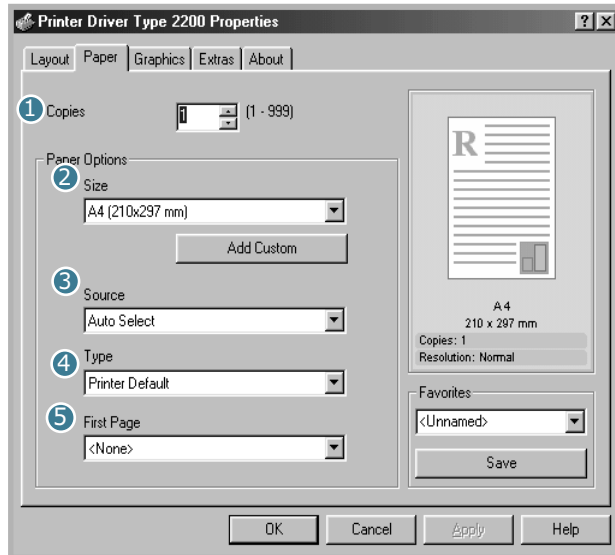 Printer Driver Type 2200 Properties
Layout Paper Graphics Extras About
1 Copies 1 (1 - 999)
Paper Options
2
Size
A4 (210x297 mm)
Add Custom
3
Source
Auto Select
4 Type
Printer Default
5 First Page
<None>
R
A4
210 x 297 mm
Copies: 1
Resolution: Normal
Favorites
<Unnamed>
Save
OK Cancel Apply Help